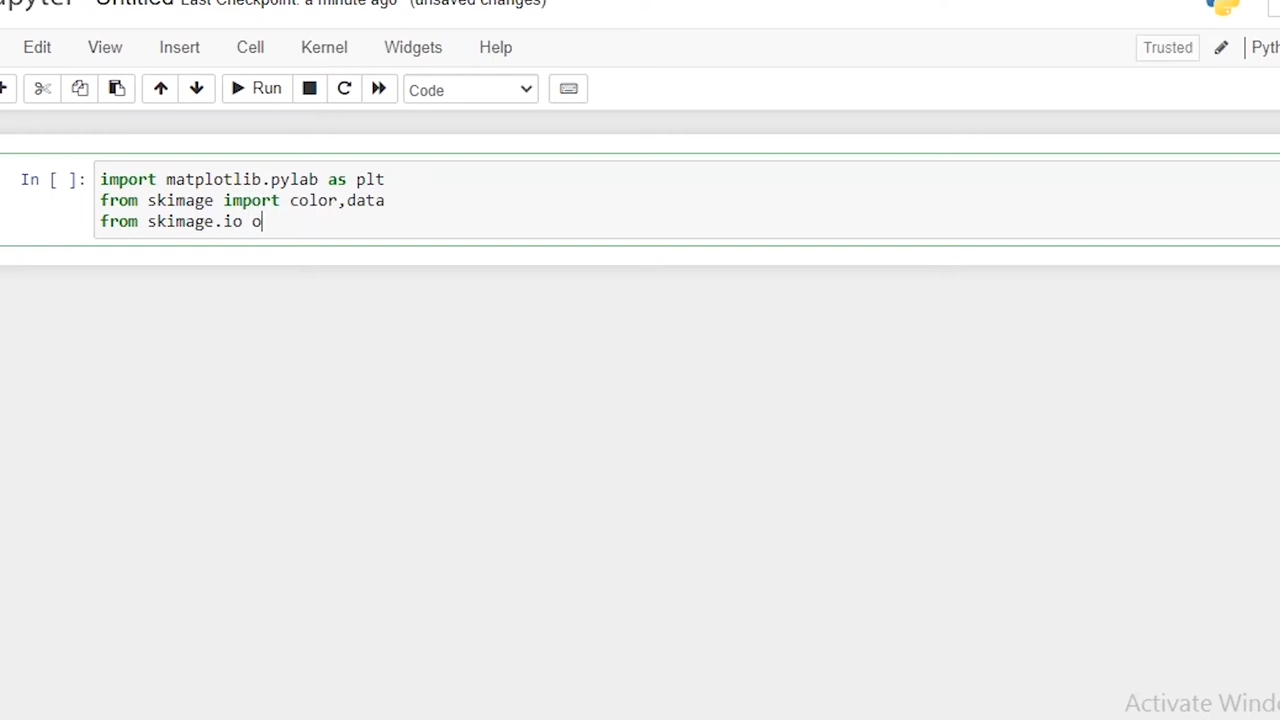 Untitled Last Checkpoint: a minute ago (unsaved changes)
Edit View Insert Cell Kernel Widgets Help Trusted
Run Code
In [ ]: import matplotlib.pylab as plt
from skimage import color,data
from skimage.io o
Activate